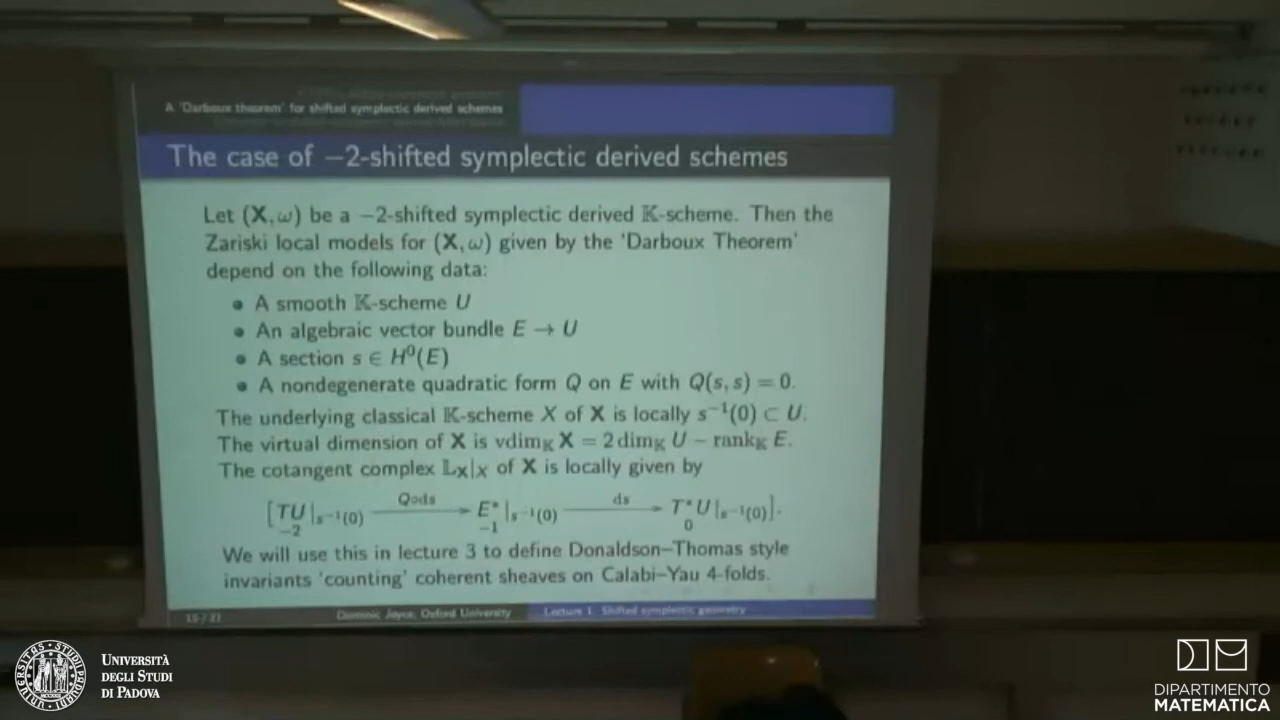 A 'Darboux theorem' for shifted symplectic derived schemes
The case of −2-shifted symplectic derived schemes
Let (X, ω) be a −2-shifted symplectic derived 𝕂-scheme. Then the
Zariski local models for (X, ω) given by the 'Darboux Theorem'
depend on the following data:
• A smooth 𝕂-scheme U
• An algebraic vector bundle E → U
• A section s ∈ H⁰(E)
• A nondegenerate quadratic form Q on E with Q(s, s) = 0.
The underlying classical 𝕂-scheme X of X is locally s⁻¹(0) ⊂ U.
The virtual dimension of X is vdim_𝕂 X = 2 dim_𝕂 U − rank_𝕂 E.
The cotangent complex 𝕃_X|_X of X is locally given by
Q∘ds ds
[TU|_{s⁻¹(0)} → E*|_{s⁻¹(0)} → T*U|_{s⁻¹(0)}].
−2 −1 0
We will use this in lecture 3 to define Donaldson–Thomas style
invariants 'counting' coherent sheaves on Calabi–Yau 4-folds.
Dominic Joyce, Oxford University
Lecture 1: Shifted symplectic geometry
UNIVERSITÀ
DEGLI STUDI
DI PADOVA
DIPARTIMENTO
MATEMATICA